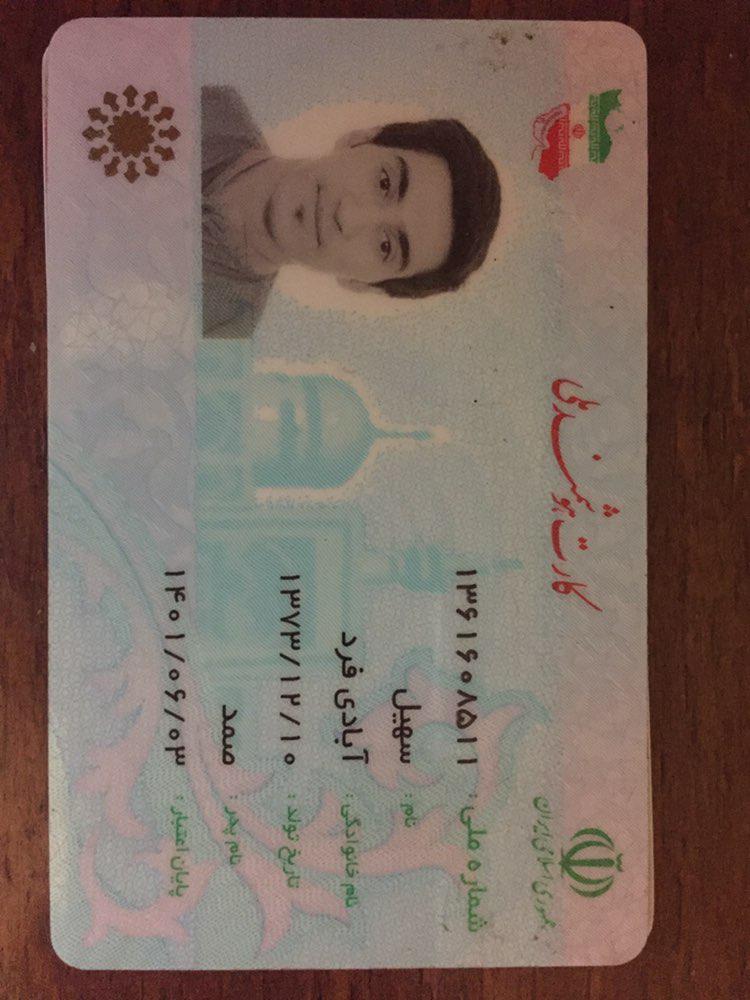 کارت هوشمند ملی
جمهوری اسلامی ایران
شماره ملی: ۱۳۶۱۶۰۸۵۱۱
نام: سهیل
نام خانوادگی: آبادی فرد
تاریخ تولد: ۱۳۷۳/۱۲/۱۰
نام پدر: صمد
پایان اعتبار: ۱۴۰۱/۰۶/۰۳